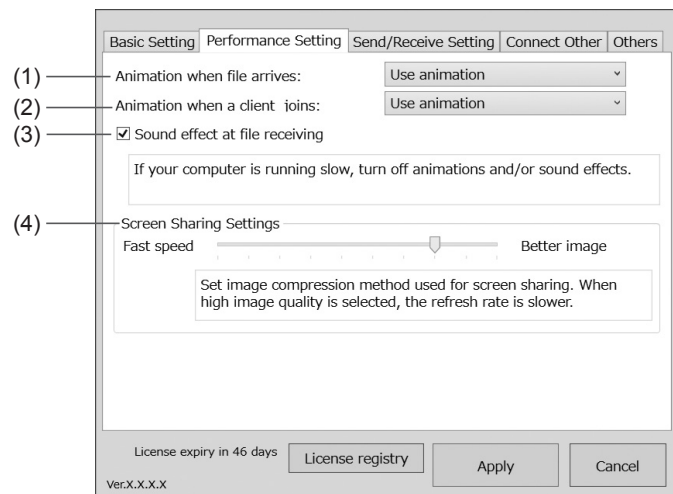 Basic Setting Performance Setting Send/Receive Setting Connect Other Others
(1) Animation when file arrives: Use animation
(2) Animation when a client joins: Use animation
(3) Sound effect at file receiving
If your computer is running slow, turn off animations and/or sound effects.
(4) Screen Sharing Settings
Fast speed Better image
Set image compression method used for screen sharing. When
high image quality is selected, the refresh rate is slower.
License expiry in 46 days License registry Apply Cancel
Ver.X.X.X.X